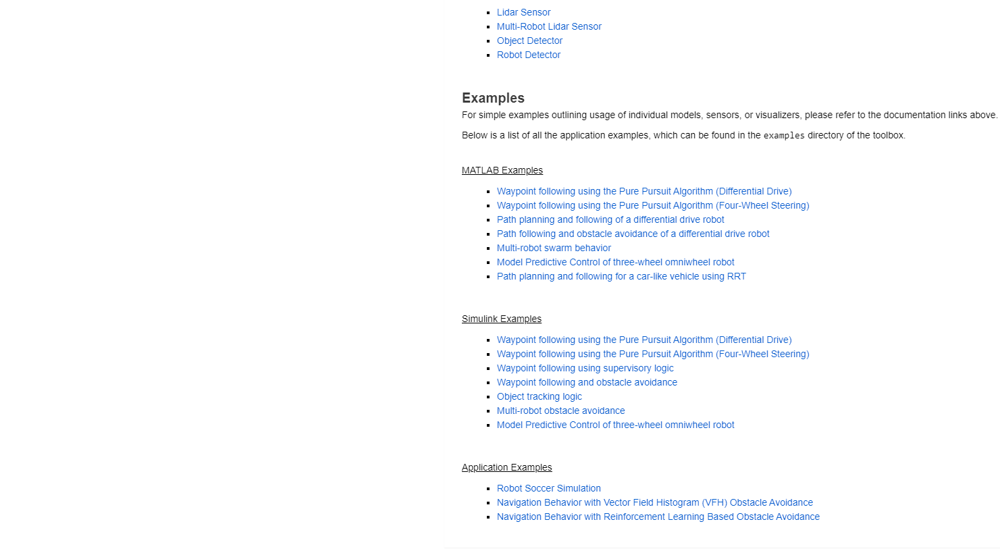 Lidar Sensor
Multi-Robot Lidar Sensor
Object Detector
Robot Detector
Examples
For simple examples outlining usage of individual models, sensors, or visualizers, please refer to the documentation links above.
Below is a list of all the application examples, which can be found in the examples directory of the toolbox.
MATLAB Examples
Waypoint following using the Pure Pursuit Algorithm (Differential Drive)
Waypoint following using the Pure Pursuit Algorithm (Four-Wheel Steering)
Path planning and following of a differential drive robot
Path following and obstacle avoidance of a differential drive robot
Multi-robot swarm behavior
Model Predictive Control of three-wheel omniwheel robot
Path planning and following for a car-like vehicle using RRT
Simulink Examples
Waypoint following using the Pure Pursuit Algorithm (Differential Drive)
Waypoint following using the Pure Pursuit Algorithm (Four-Wheel Steering)
Waypoint following using supervisory logic
Waypoint following and obstacle avoidance
Object tracking logic
Multi-robot obstacle avoidance
Model Predictive Control of three-wheel omniwheel robot
Application Examples
Robot Soccer Simulation
Navigation Behavior with Vector Field Histogram (VFH) Obstacle Avoidance
Navigation Behavior with Reinforcement Learning Based Obstacle Avoidance